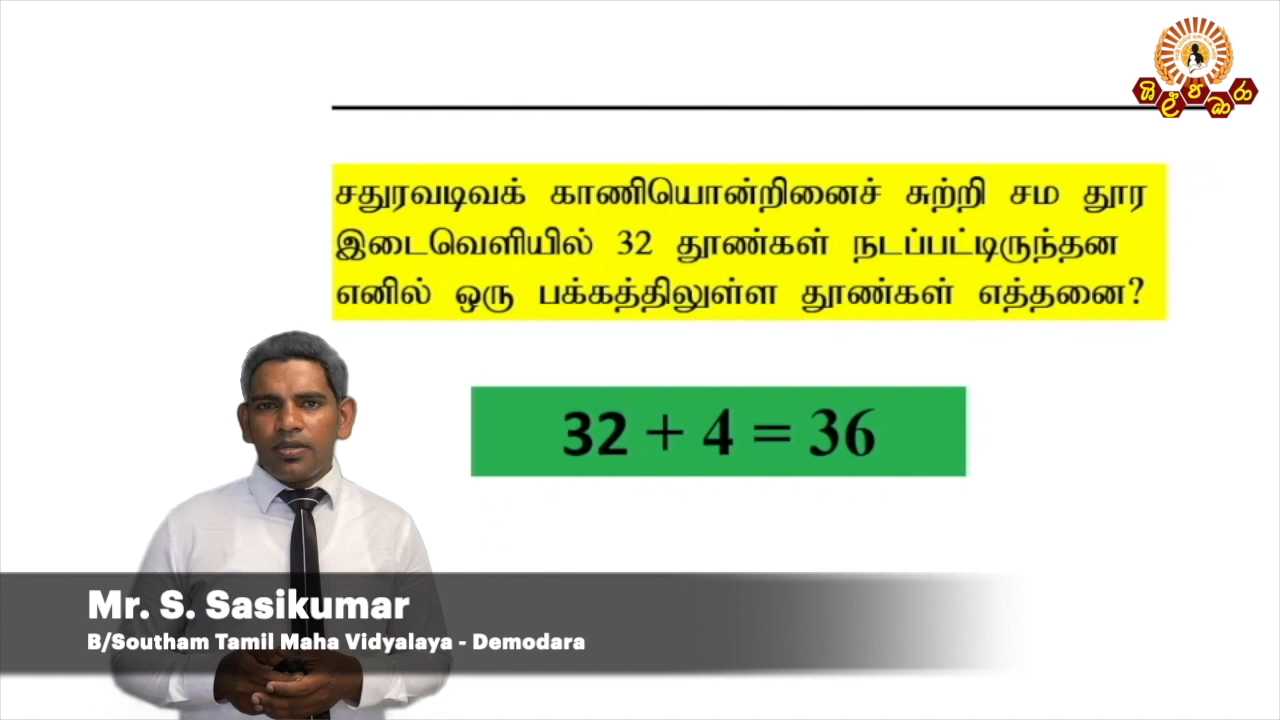 சதுரவடிவக் காணியொன்றினைச் சுற்றி சம தூர
இடைவெளியில் 32 தூண்கள் நடப்பட்டிருந்தன
எனில் ஒரு பக்கத்திலுள்ள தூண்கள் எத்தனை?
32 + 4 = 36
Mr. S. Sasikumar
B/Southam Tamil Maha Vidyalaya - Demodara